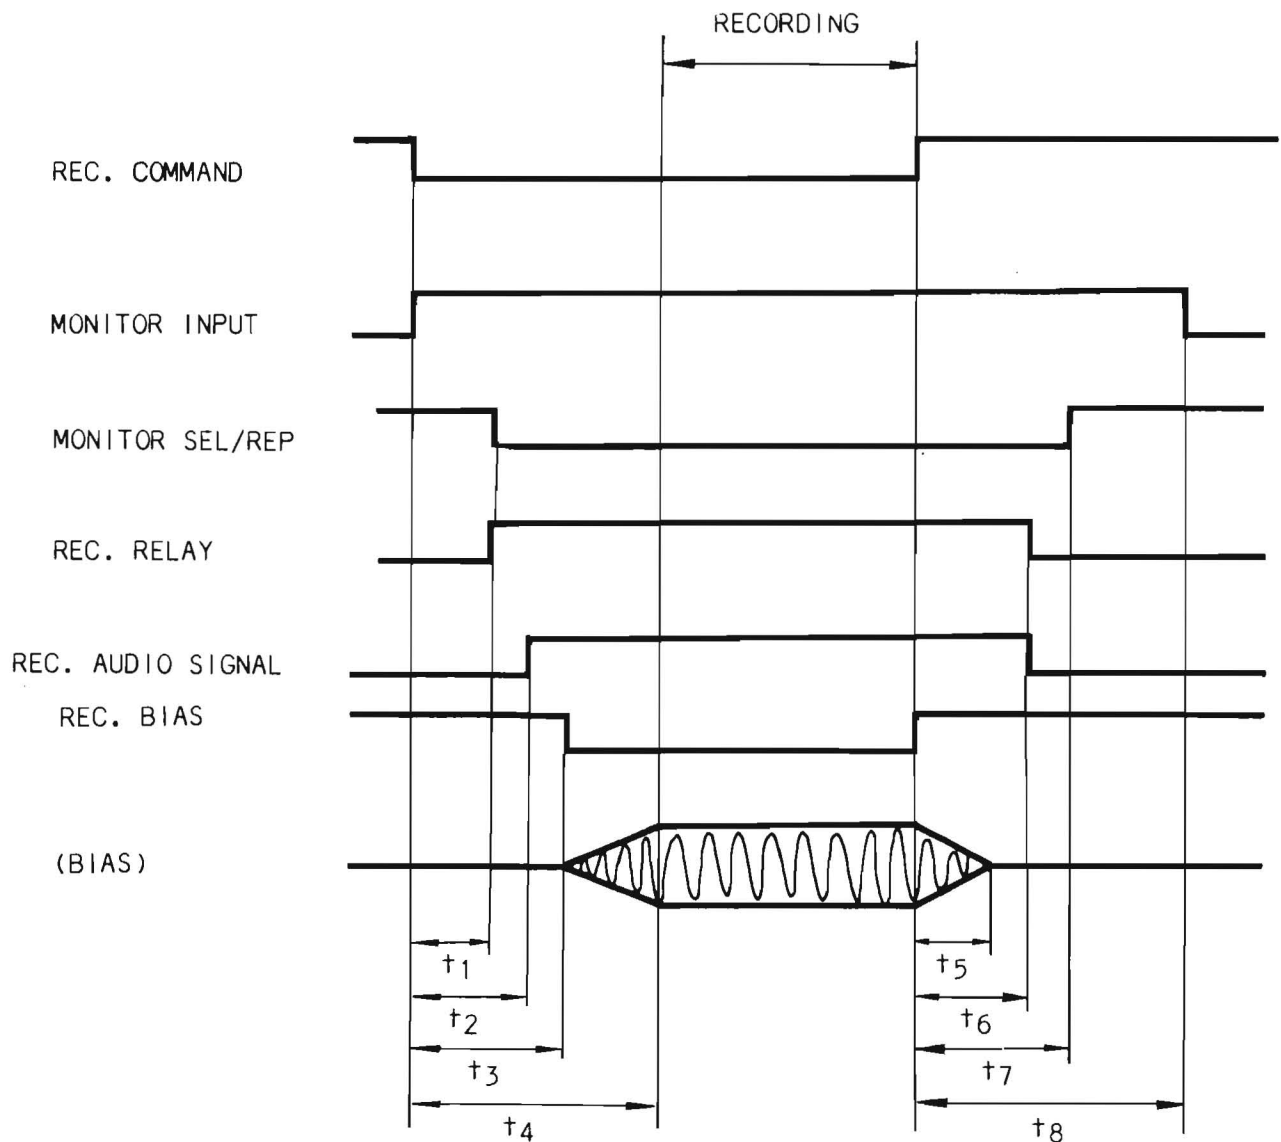 RECORDING
REC. COMMAND
MONITOR INPUT
MONITOR SEL/REP
REC. RELAY
REC. AUDIO SIGNAL
REC. BIAS
(BIAS)
t1
t5
t2
t6
t3
t7
t4
t8